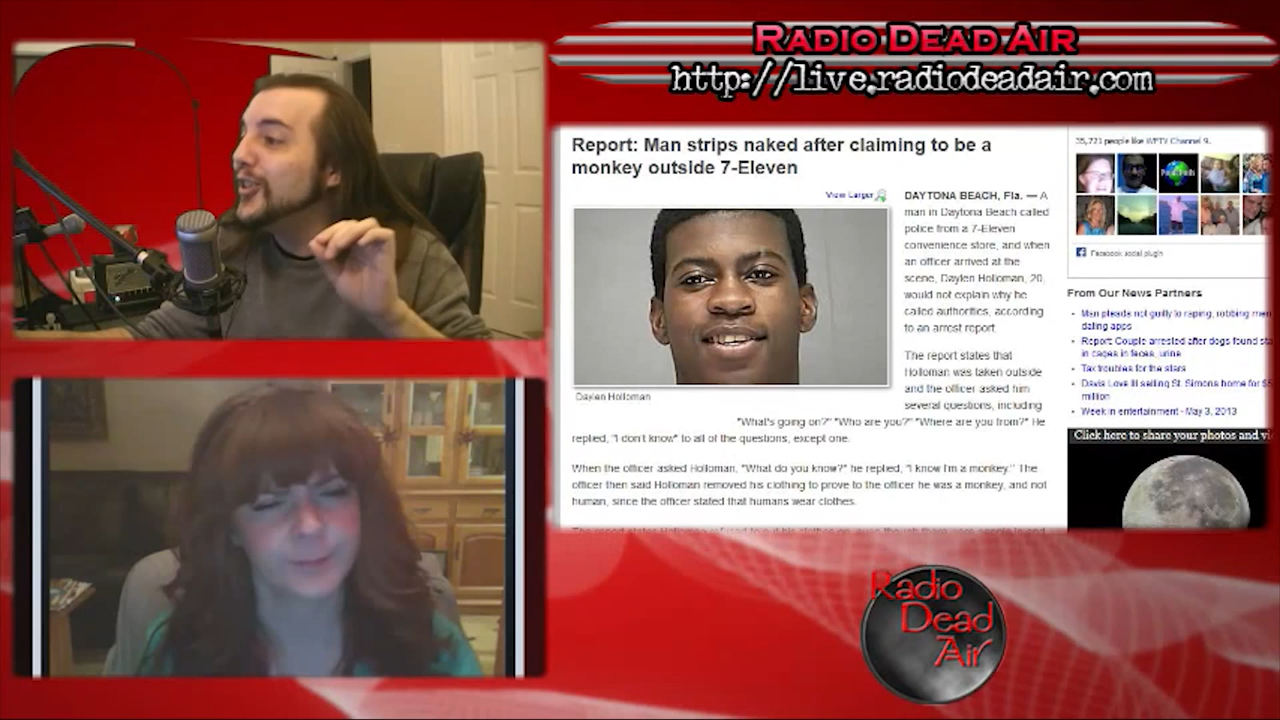 RADIO DEAD AIR
http://live.radiodeadair.com
Report: Man strips naked after claiming to be a
monkey outside 7-Eleven
View Larger
DAYTONA BEACH, Fla. — A
man in Daytona Beach called
police from a 7-Eleven
convenience store, and when
an officer arrived at the
scene, Daylen Holloman, 20,
would not explain why he
called authorities, according
to an arrest report.
The report states that
Holloman was taken outside
and the officer asked him
several questions, including
"What's going on?" "Who are you?" "Where are you from?" He
replied, "I don't know" to all of the questions, except one.
Daylen Holloman
When the officer asked Holloman, "What do you know?" he replied, "I know I'm a monkey." The
officer then said Holloman removed his clothing to prove to the officer he was a monkey, and not
human, since the officer stated that humans wear clothes.
35,721 people like WFTV Channel 9.
Facebook social plugin
From Our News Partners
Man pleads not guilty to raping, robbing men
dating apps
Report: Couple arrested after dogs found
in cages in feces, urine
Tax troubles for the stars
Davis Love III selling St. Simons home for
million
Week in entertainment - May 3, 2013
Click here to share your photos and
Radio
Dead
Air